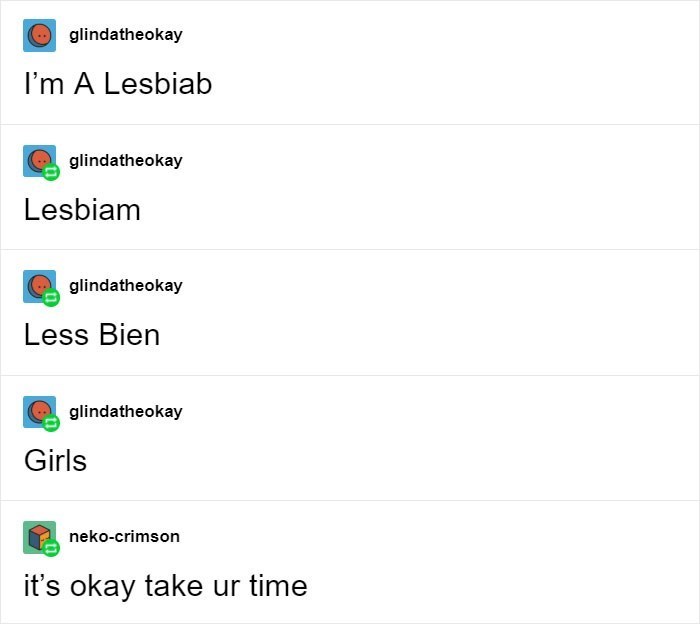 glindatheokay
I’m A Lesbiab
glindatheokay
Lesbiam
glindatheokay
Less Bien
glindatheokay
Girls
neko-crimson
it’s okay take ur time